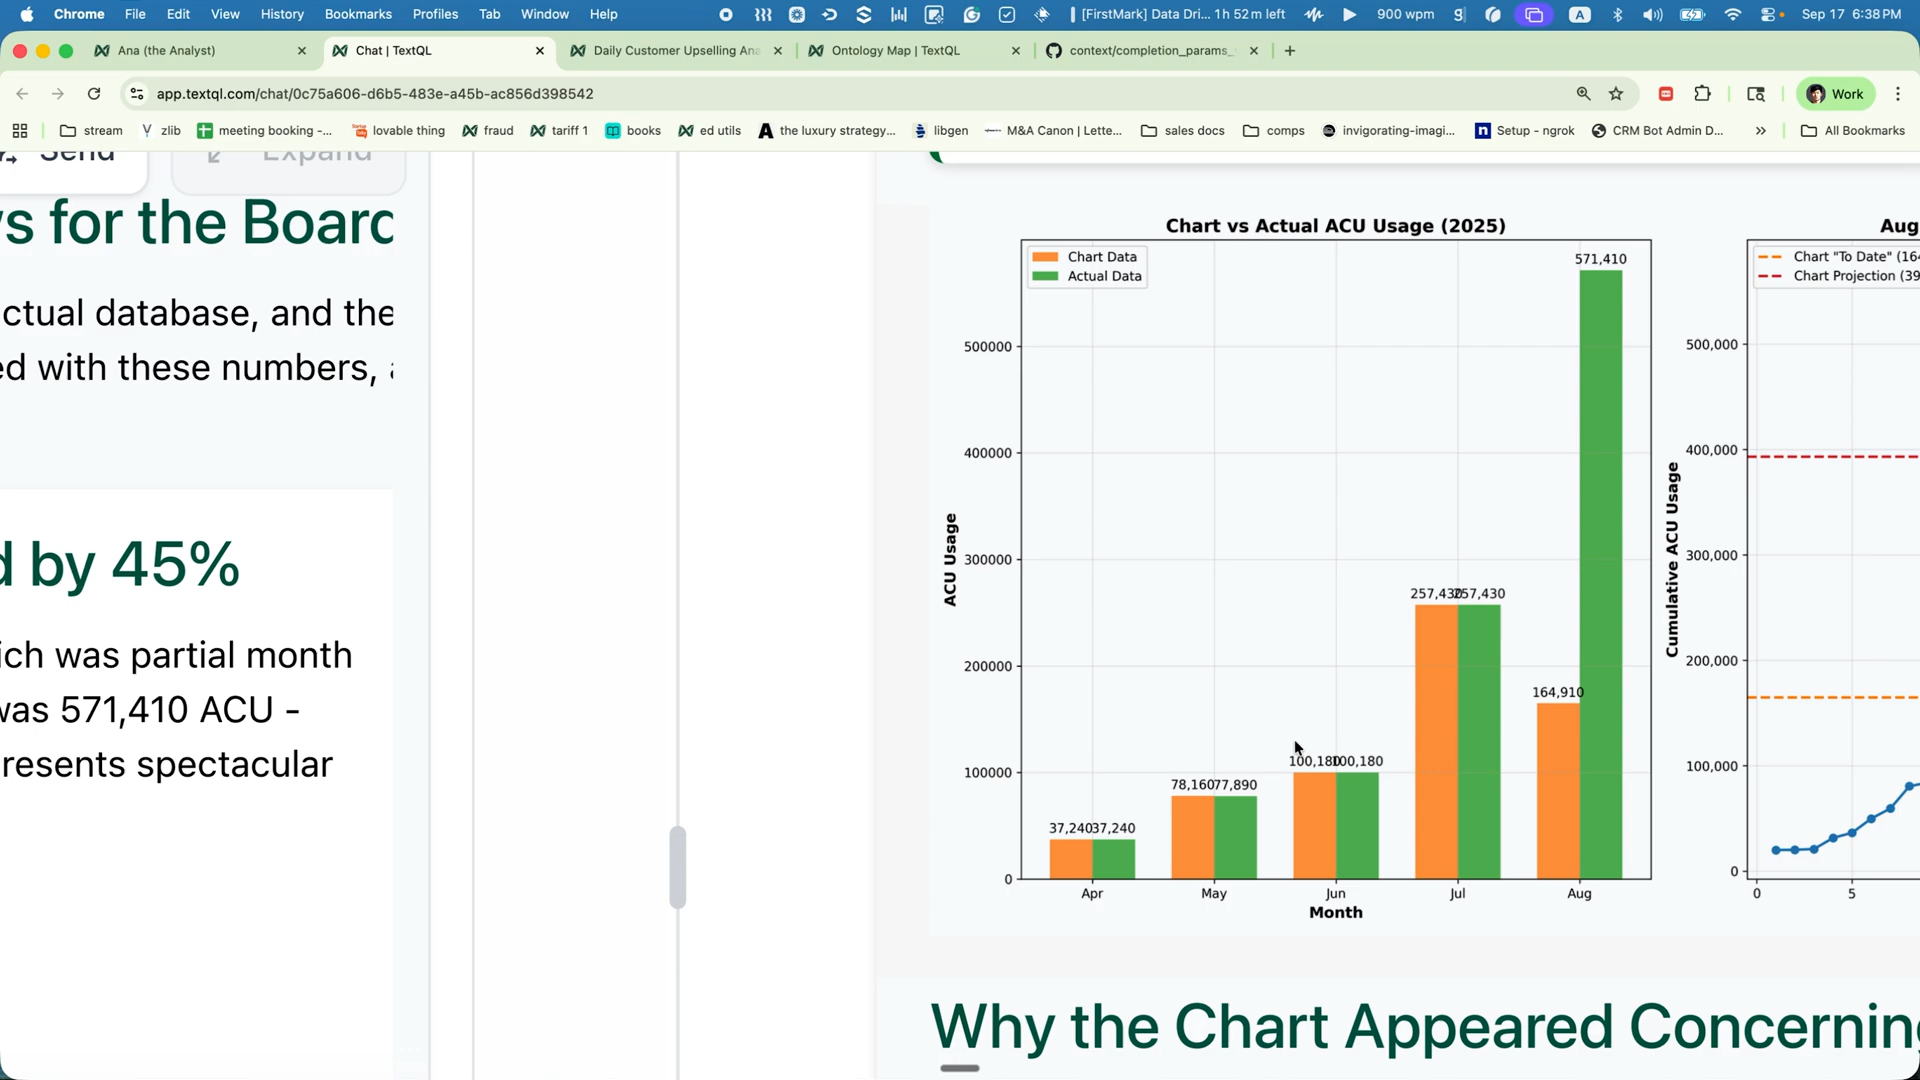 Chrome File Edit View History Bookmarks Profiles Tab Window Help
[FirstMark] Data Dri... 1h 52m left
900 wpm
Sep 17 6:38 PM
Ana (the Analyst)
Chat | TextQL
Daily Customer Upselling Ana
Ontology Map | TextQL
context/completion_params_
app.textql.com/chat/0c75a606-d6b5-483e-a45b-ac856d398542
Work
stream
zlib
meeting booking -...
lovable thing
fraud
tariff 1
books
ed utils
the luxury strategy...
libgen
M&A Canon | Lette...
sales docs
comps
invigorating-imagi...
Setup - ngrok
CRM Bot Admin D...
All Bookmarks
Send
Expand
s for the Board
ctual database, and the
ed with these numbers,
d by 45%
ich was partial month
was 571,410 ACU -
resents spectacular
Chart vs Actual ACU Usage (2025)
Chart Data
Actual Data
571,410
500000
400000
300000
200000
100000
0
ACU Usage
37,240 37,240
78,160 77,890
100,180 100,180
257,430 257,430
164,910
Apr May Jun Jul Aug
Month
Aug
Chart "To Date" (164
Chart Projection (39
500,000
400,000
300,000
200,000
100,000
0
Cumulative ACU Usage
0 5
Why the Chart Appeared Concerning